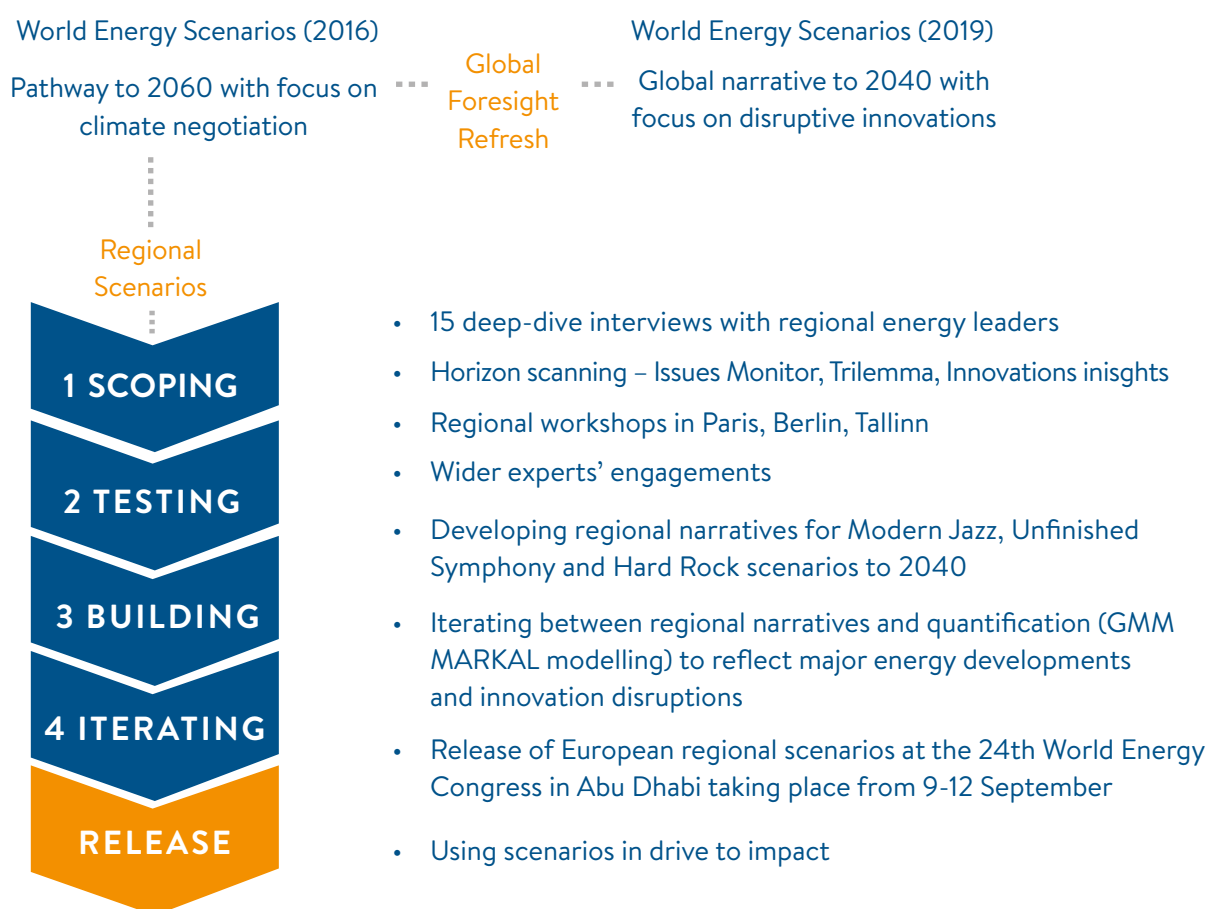 World Energy Scenarios (2016)
Pathway to 2060 with focus on
climate negotiation
Global
Foresight
Refresh
World Energy Scenarios (2019)
Global narrative to 2040 with
focus on disruptive innovations
Regional
Scenarios
1 SCOPING
2 TESTING
3 BUILDING
4 ITERATING
RELEASE
• 15 deep-dive interviews with regional energy leaders
• Horizon scanning – Issues Monitor, Trilemma, Innovations inisghts
• Regional workshops in Paris, Berlin, Tallinn
• Wider experts’ engagements
• Developing regional narratives for Modern Jazz, Unfinished
Symphony and Hard Rock scenarios to 2040
• Iterating between regional narratives and quantification (GMM
MARKAL modelling) to reflect major energy developments
and innovation disruptions
• Release of European regional scenarios at the 24th World Energy
Congress in Abu Dhabi taking place from 9-12 September
• Using scenarios in drive to impact